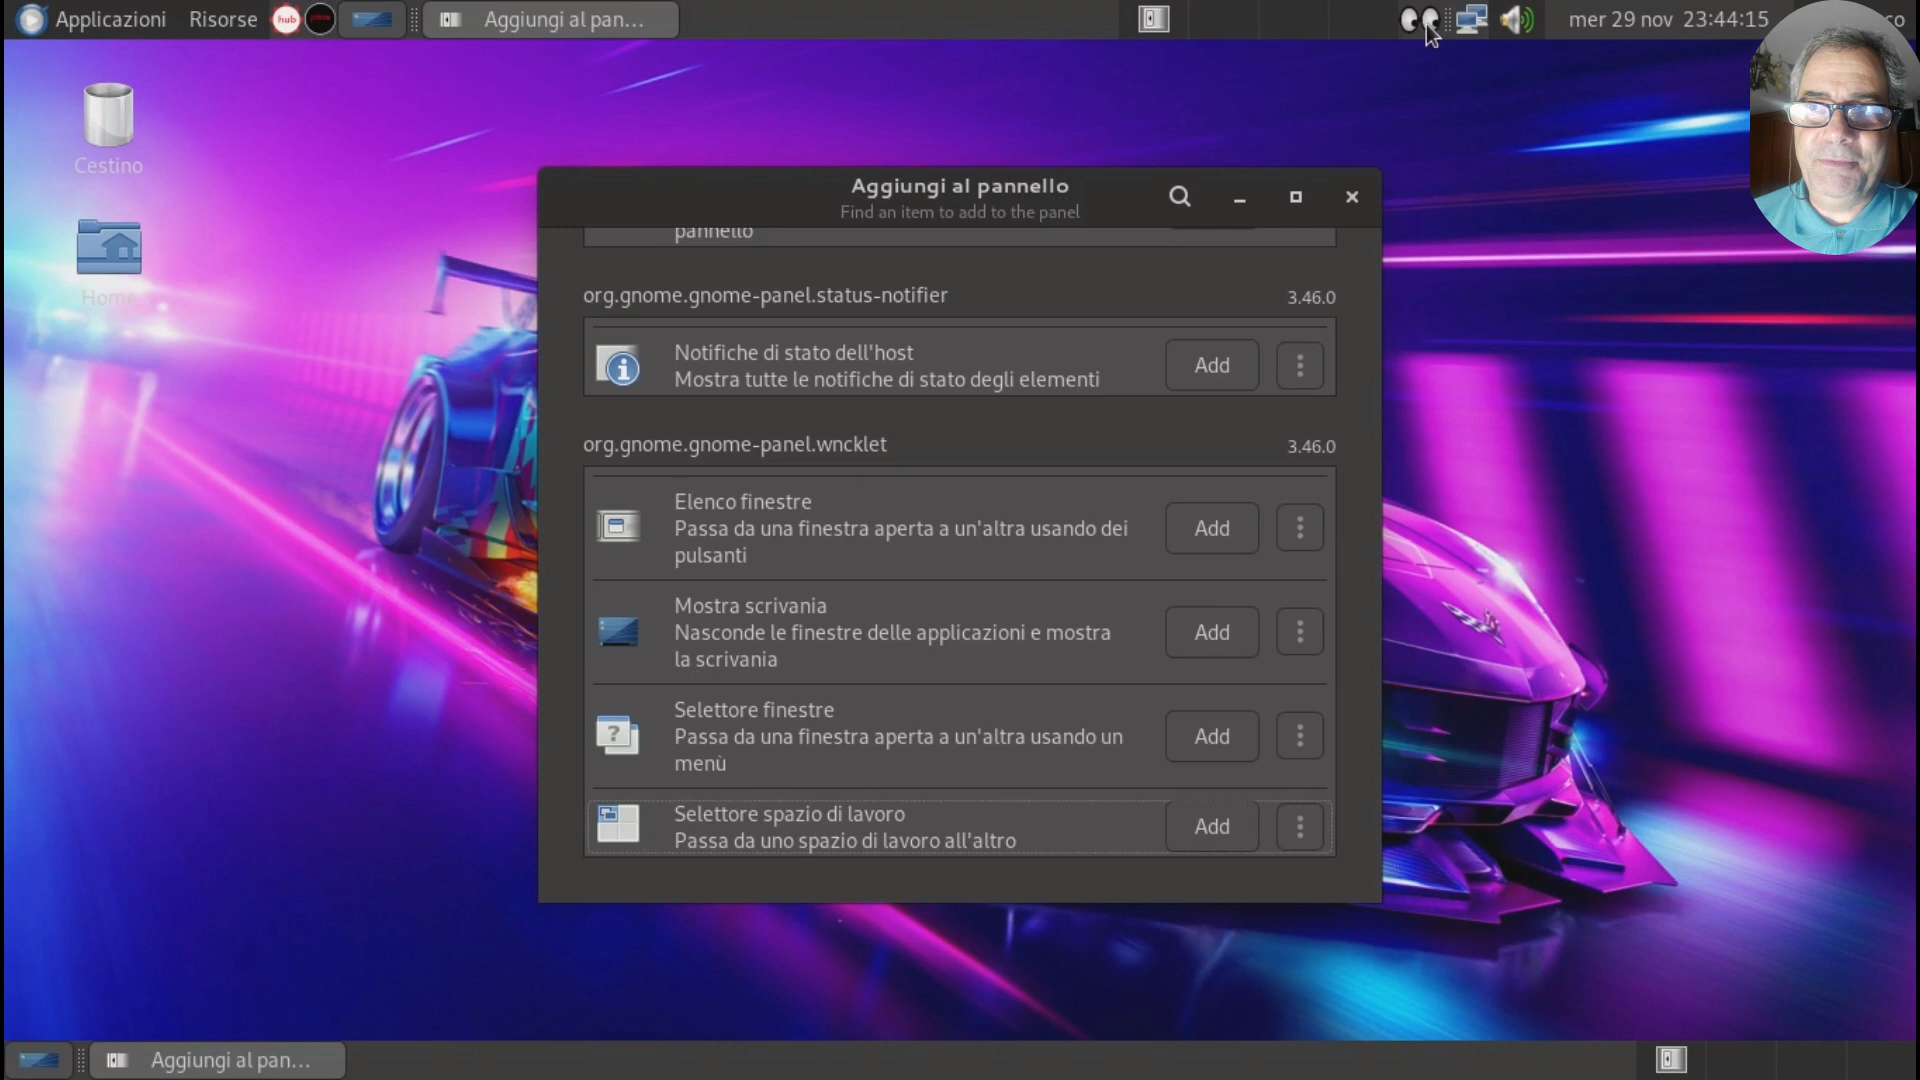 Applicazioni Risorse hub Aggiungi al pan... mer 29 nov 23:44:15 co
Cestino
Home
Aggiungi al pannello
Find an item to add to the panel
pannello
org.gnome.gnome-panel.status-notifier 3.46.0
Notifiche di stato dell'host
Mostra tutte le notifiche di stato degli elementi
Add
org.gnome.gnome-panel.wncklet 3.46.0
Elenco finestre
Passa da una finestra aperta a un'altra usando dei
pulsanti
Add
Mostra scrivania
Nasconde le finestre delle applicazioni e mostra
la scrivania
Add
Selettore finestre
Passa da una finestra aperta a un'altra usando un
menù
Add
Selettore spazio di lavoro
Passa da uno spazio di lavoro all'altro
Add
Aggiungi al pan...